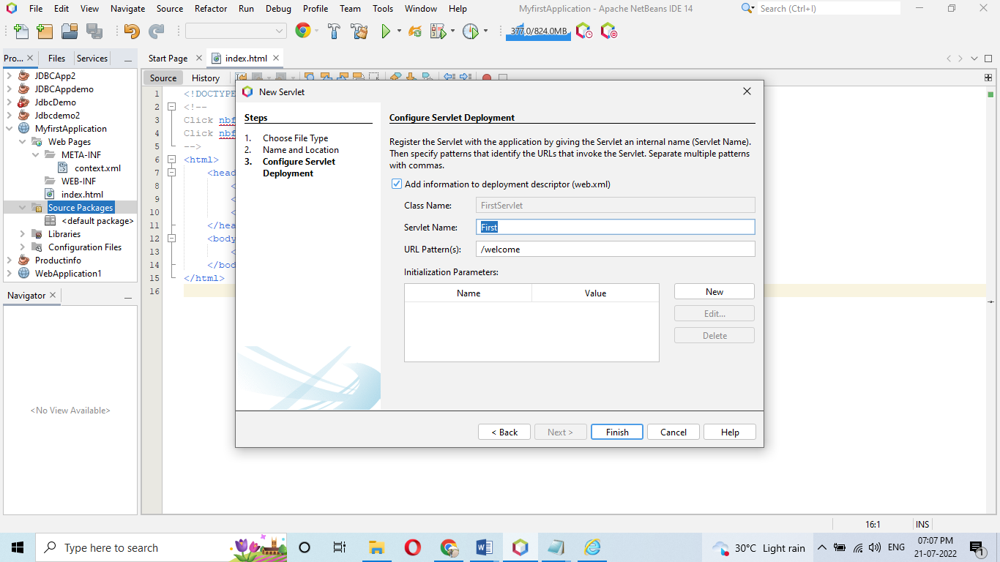 File Edit View Navigate Source Refactor Run Debug Profile Team Tools Window Help MyfirstApplication - Apache NetBeans IDE 14 Search (Ctrl+I)
377.0/824.0MB
Pro... Files Services Start Page index.html
Source History
JDBCApp2
JDBCAppdemo
JdbcDemo
Jdbcdemo2
MyfirstApplication
Web Pages
META-INF
context.xml
WEB-INF
index.html
Source Packages
<default package>
Libraries
Configuration Files
Productinfo
WebApplication1
Navigator
<No View Available>
1 <!DOCTYPE
2 <!--
3 Click nbf
4 Click nbf
5 -->
6 <html>
7 <head
8 <
9 <
10 <
11 </hea
12 <body
13 <
14 </bod
15 </html>
16
New Servlet
Steps
1. Choose File Type
2. Name and Location
3. Configure Servlet
Deployment
Configure Servlet Deployment
Register the Servlet with the application by giving the Servlet an internal name (Servlet Name).
Then specify patterns that identify the URLs that invoke the Servlet. Separate multiple patterns
with commas.
Add information to deployment descriptor (web.xml)
Class Name: FirstServlet
Servlet Name: First
URL Pattern(s): /welcome
Initialization Parameters:
Name Value
New
Edit...
Delete
< Back Next > Finish Cancel Help
16:1 INS
Type here to search
30°C Light rain ENG
07:07 PM
21-07-2022
1